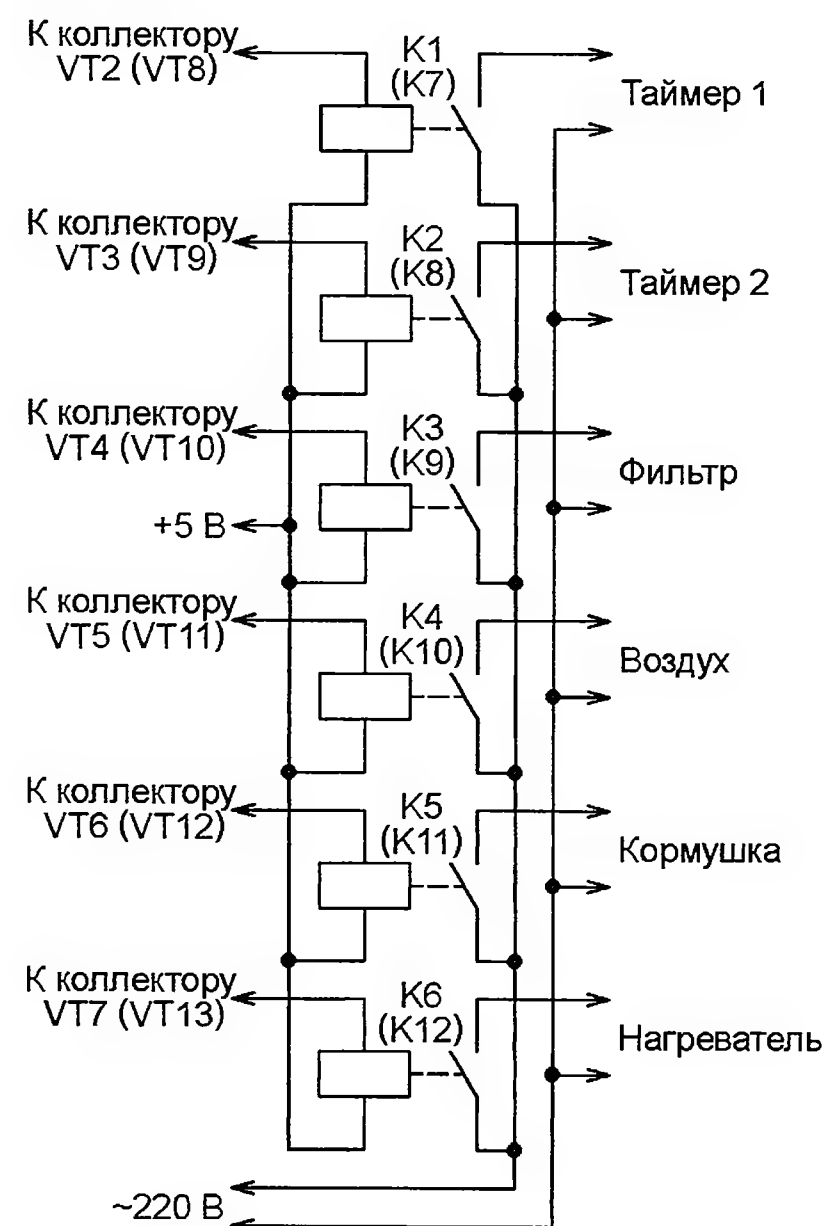 К коллектору
VT2 (VT8)
K1
(K7)
Таймер 1
К коллектору
VT3 (VT9)
K2
(K8)
Таймер 2
К коллектору
VT4 (VT10)
K3
(K9)
Фильтр
+5 В
К коллектору
VT5 (VT11)
K4
(K10)
Воздух
К коллектору
VT6 (VT12)
K5
(K11)
Кормушка
К коллектору
VT7 (VT13)
K6
(K12)
Нагреватель
~220 В